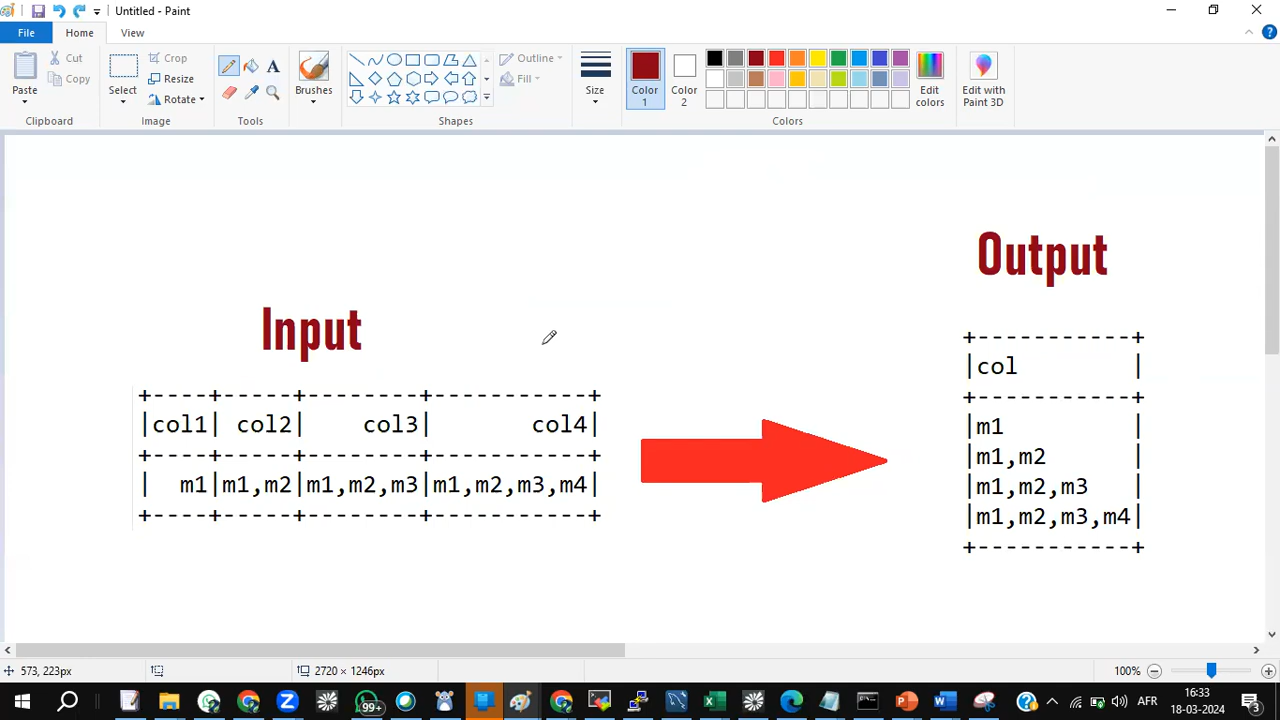 Untitled - Paint
File Home View
Paste
Cut
Copy
Clipboard
Select
Crop
Resize
Rotate
Image
Tools
Brushes
Shapes
Outline
Fill
Size
Color 1
Color 2
Colors
Edit colors
Edit with Paint 3D
Output
Input
+-----------+
|col |
+-----------+
|m1 |
|m1,m2 |
|m1,m2,m3 |
|m1,m2,m3,m4|
+-----------+
+----+-----+--------+-----------+
|col1| col2| col3| col4|
+----+-----+--------+-----------+
| m1|m1,m2|m1,m2,m3|m1,m2,m3,m4|
+----+-----+--------+-----------+
573, 223px
2720 × 1246px
100%
99+
AFR
16:33
18-03-2024
3